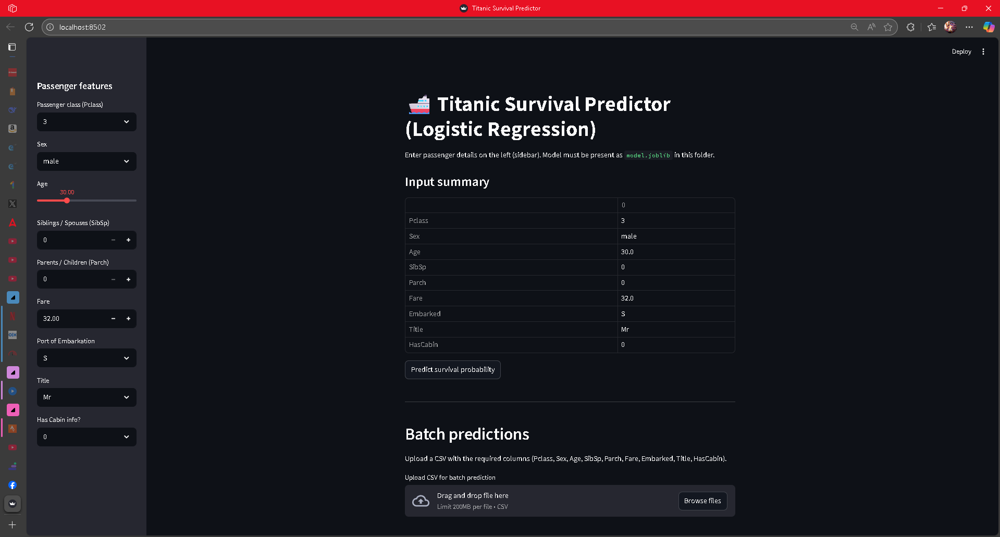 Titanic Survival Predictor
localhost:8502
Deploy
Passenger features
Passenger class (Pclass)
3
Sex
male
Age
30.00
Siblings / Spouses (SibSp)
0
Parents / Children (Parch)
0
Fare
32.00
Port of Embarkation
S
Title
Mr
Has Cabin info?
0
Titanic Survival Predictor
(Logistic Regression)
Enter passenger details on the left (sidebar). Model must be present as model.joblib in this folder.
Input summary
0
Pclass 3
Sex male
Age 30.0
SibSp 0
Parch 0
Fare 32.0
Embarked S
Title Mr
HasCabin 0
Predict survival probability
Batch predictions
Upload a CSV with the required columns (Pclass, Sex, Age, SibSp, Parch, Fare, Embarked, Title, HasCabin).
Upload CSV for batch prediction
Drag and drop file here
Limit 200MB per file • CSV
Browse files